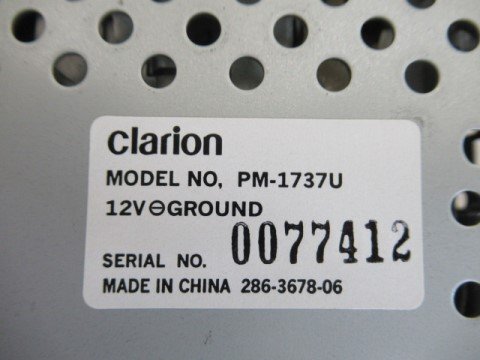 clarion
MODEL NO, PM-1737U
12V⊖GROUND
SERIAL NO. 0077412
MADE IN CHINA 286-3678-06